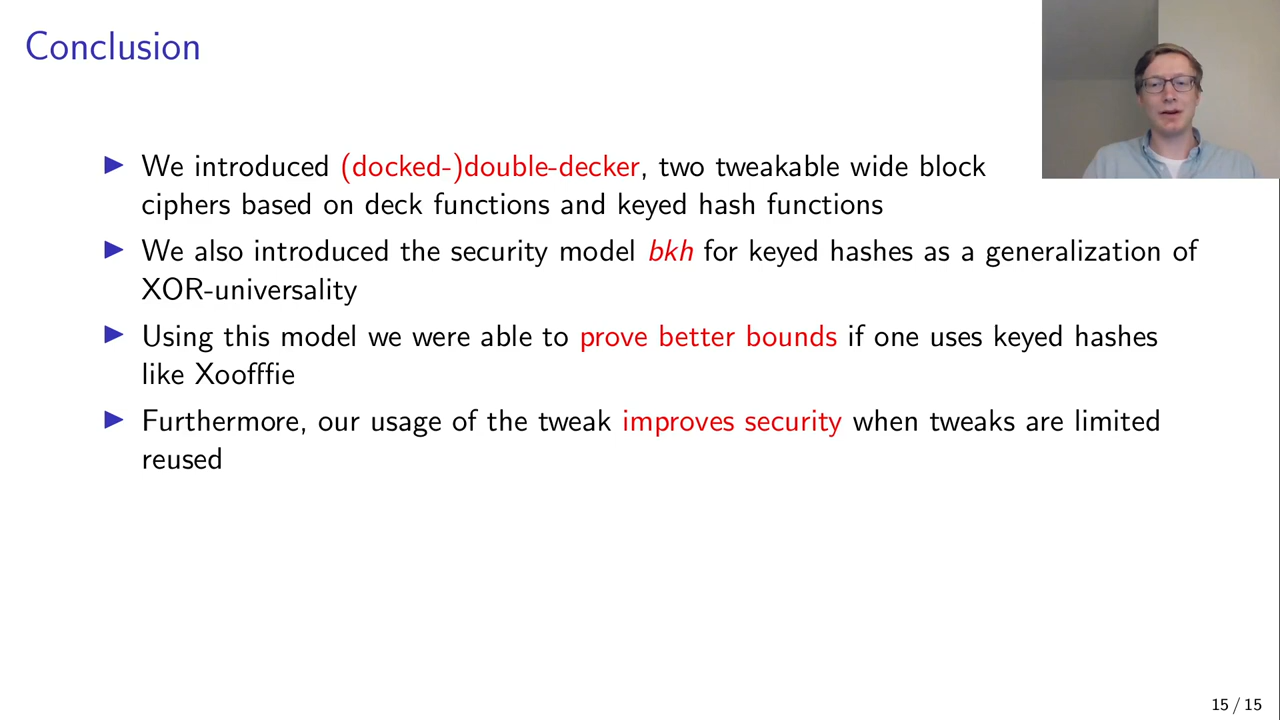 Conclusion
We introduced (docked-)double-decker, two tweakable wide block
ciphers based on deck functions and keyed hash functions
We also introduced the security model bkh for keyed hashes as a generalization of
XOR-universality
Using this model we were able to prove better bounds if one uses keyed hashes
like Xoofffie
Furthermore, our usage of the tweak improves security when tweaks are limited
reused
15 / 15